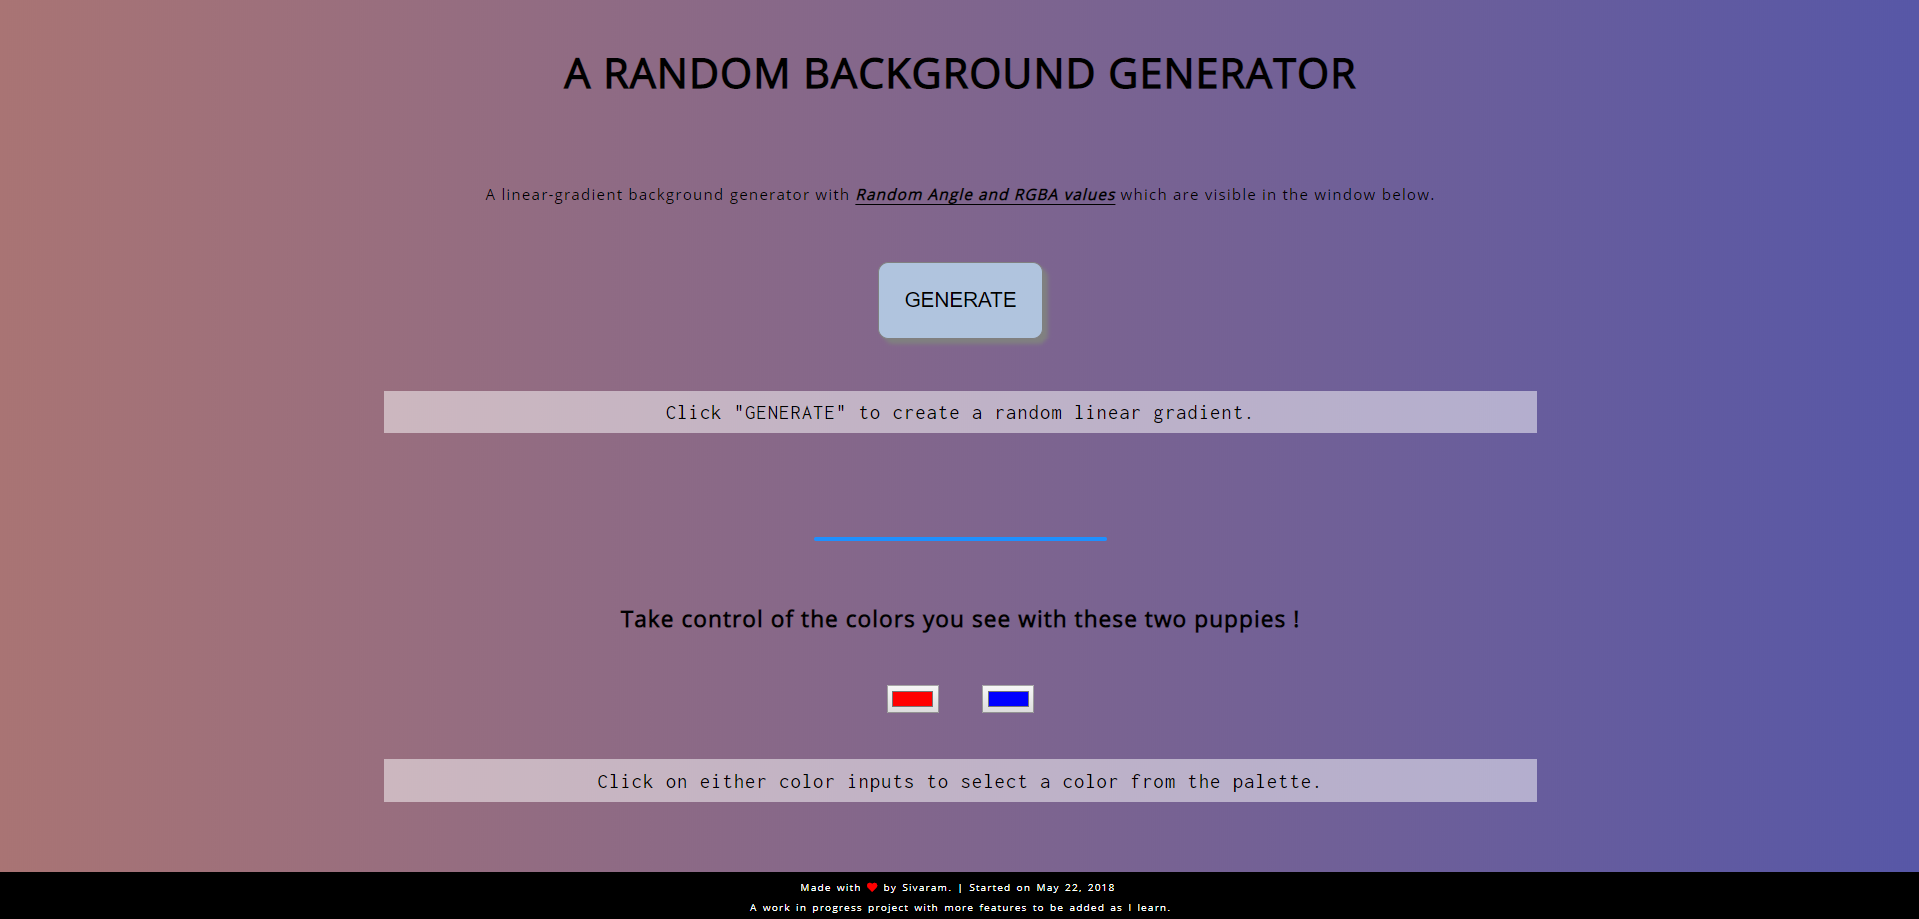 A RANDOM BACKGROUND GENERATOR
A linear-gradient background generator with Random Angle and RGBA values which are visible in the window below.
GENERATE
Click "GENERATE" to create a random linear gradient.
Take control of the colors you see with these two puppies !
Click on either color inputs to select a color from the palette.
Made with ❤ by Sivaram. | Started on May 22, 2018
A work in progress project with more features to be added as I learn.